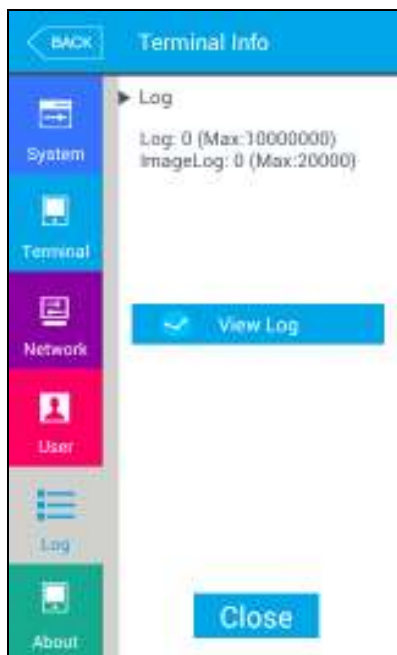 BACK
Terminal Info
System
Terminal
Network
User
Log
About
Log
Log: 0 (Max:10000000)
ImageLog: 0 (Max:20000)
View Log
Close